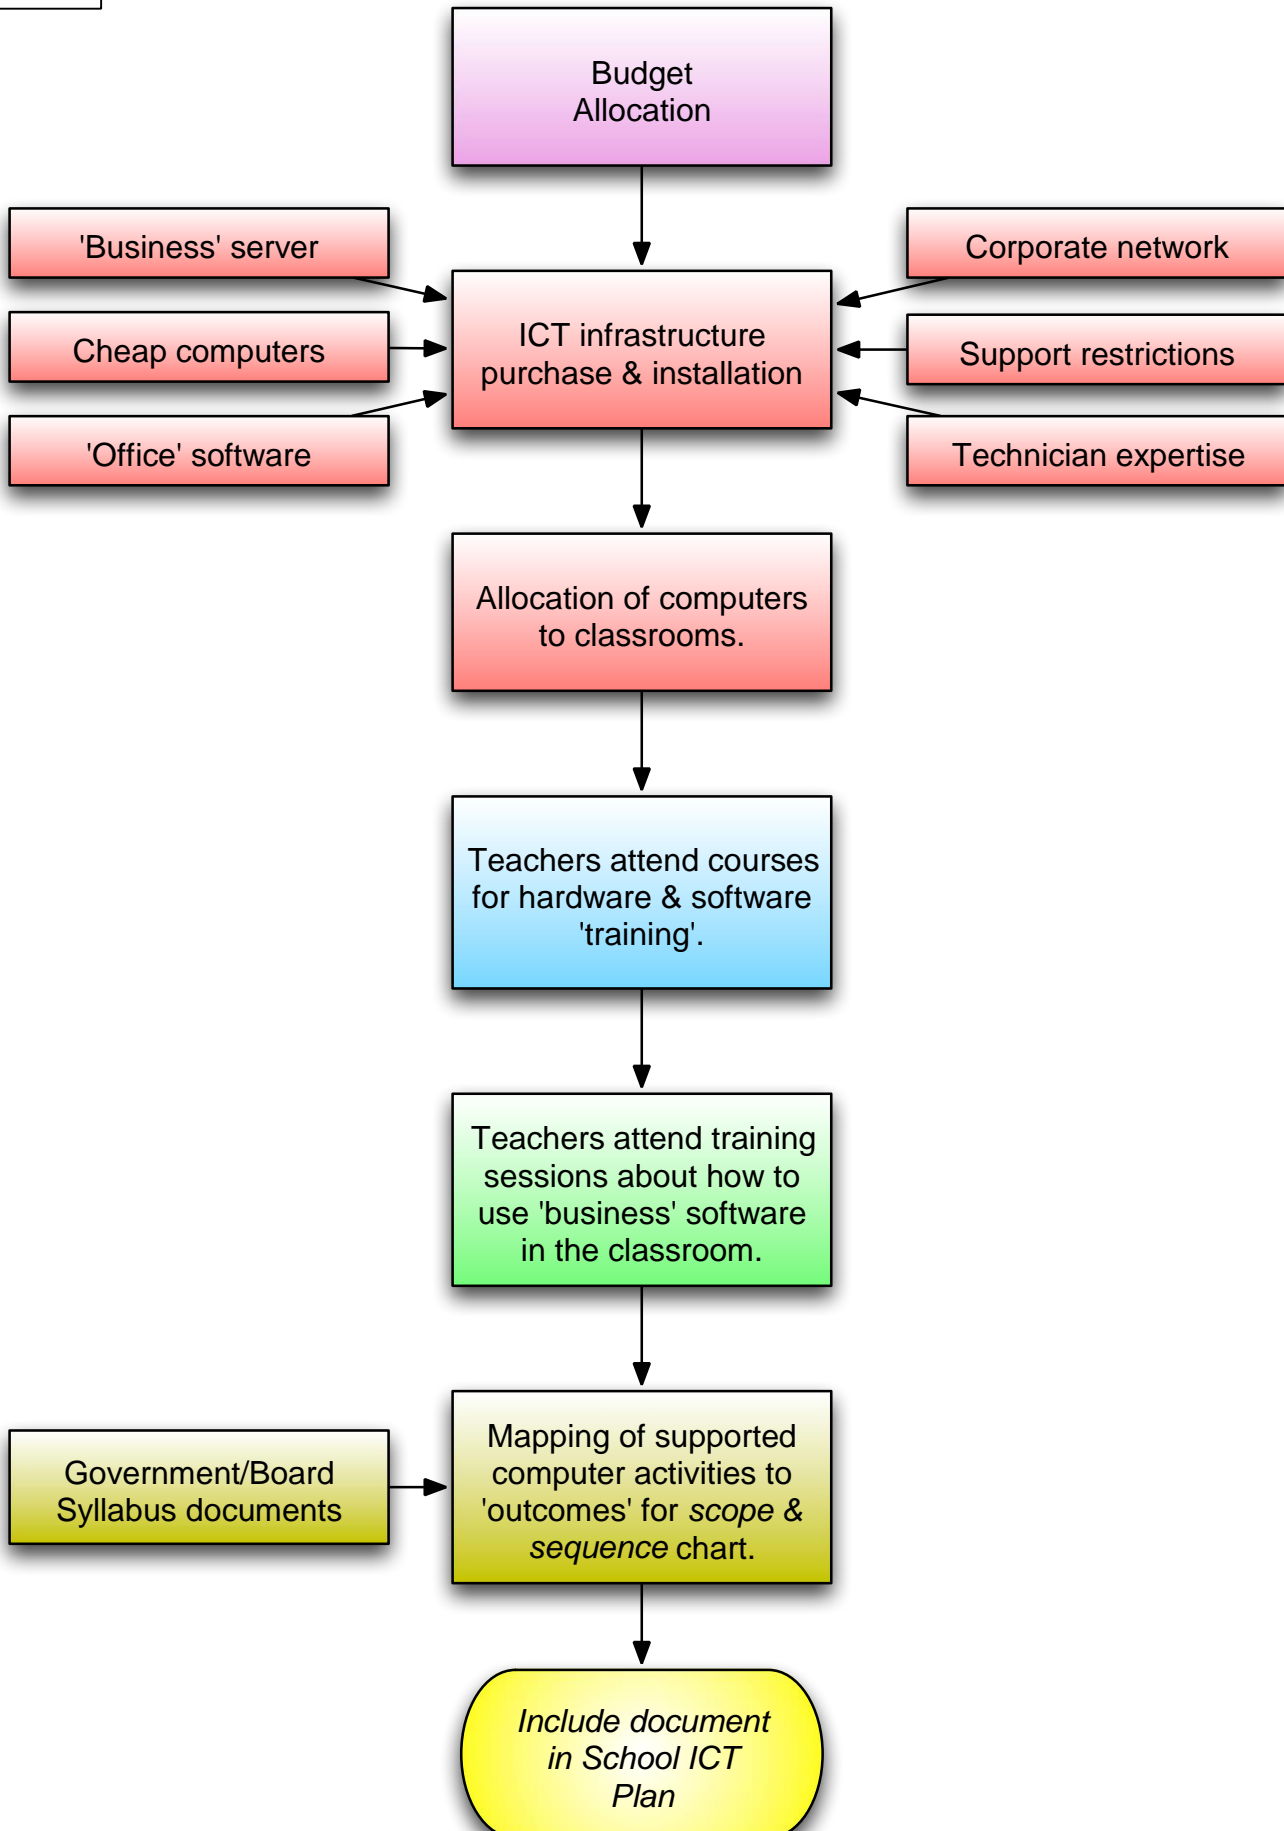 Budget
Allocation
'Business' server
Corporate network
ICT infrastructure
purchase & installation
Cheap computers
Support restrictions
'Office' software
Technician expertise
Allocation of computers
to classrooms.
Teachers attend courses
for hardware & software
'training'.
Teachers attend training
sessions about how to
use 'business' software
in the classroom.
Government/Board
Syllabus documents
Mapping of supported
computer activities to
'outcomes' for scope &
sequence chart.
Include document
in School ICT
Plan